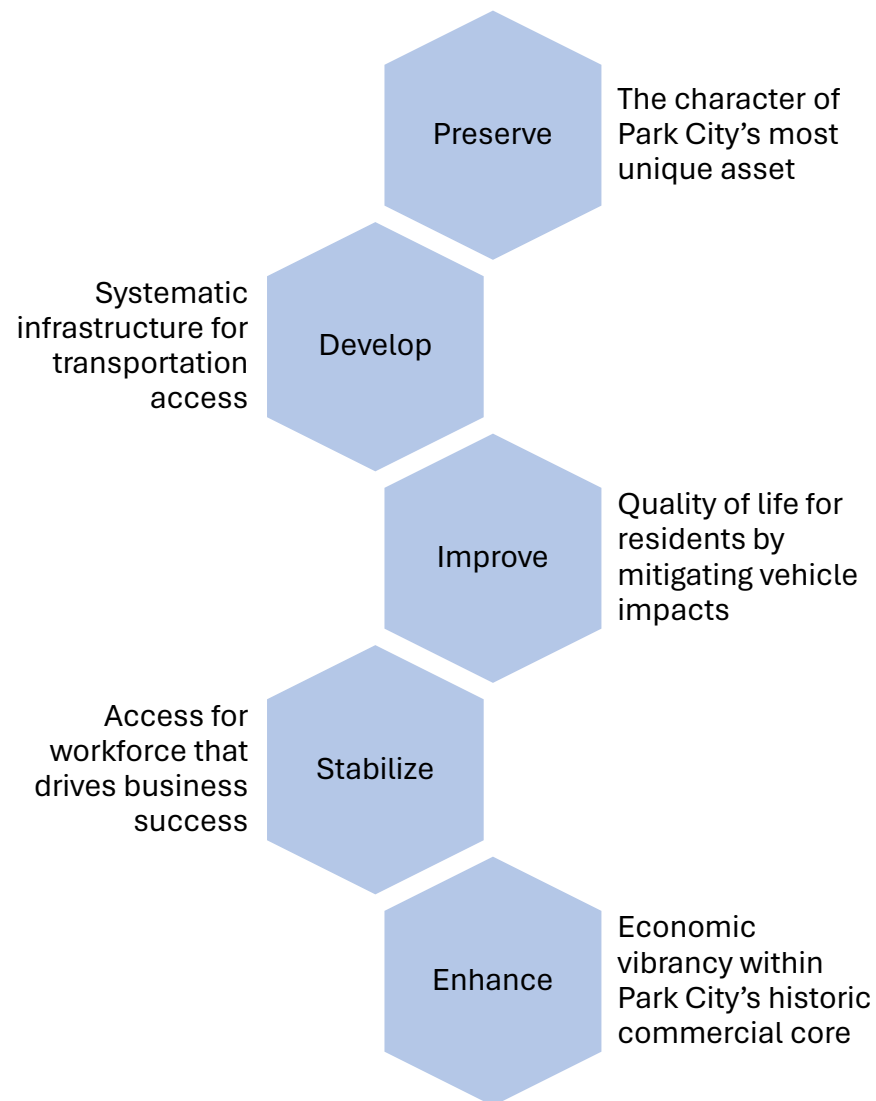 Preserve
The character of
Park City’s most
unique asset
Systematic
infrastructure for
transportation
access
Develop
Improve
Quality of life for
residents by
mitigating vehicle
impacts
Access for
workforce that
drives business
success
Stabilize
Enhance
Economic
vibrancy within
Park City’s historic
commercial core